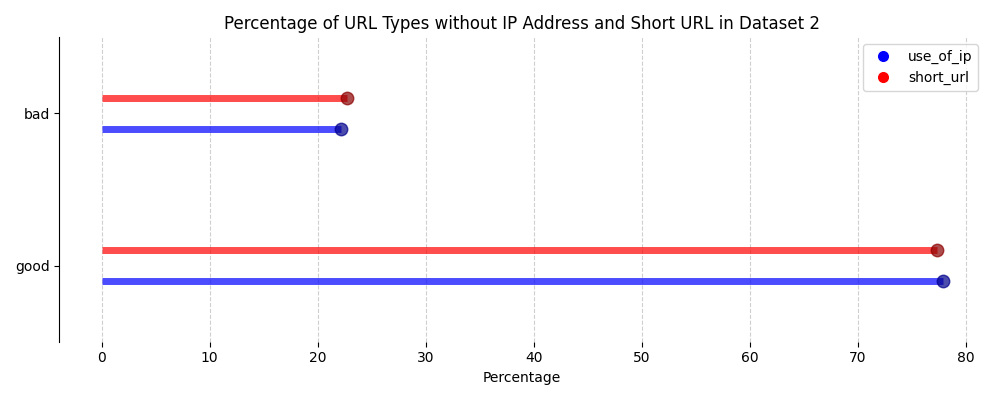 Percentage of URL Types without IP Address and Short URL in Dataset 2
use_of_ip
short_url
bad
good
0 10 20 30 40 50 60 70 80
Percentage